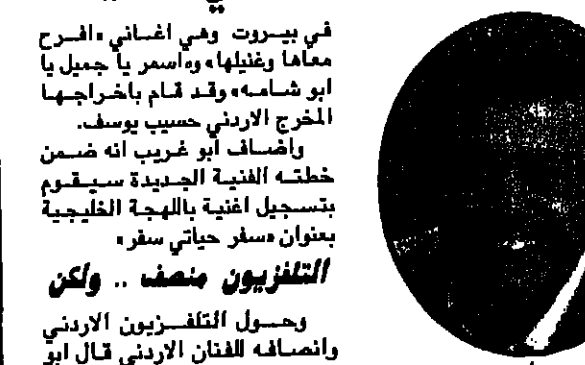 في بيروت وهي اغاني «افرح
معاها وغنيلها» و«اسمر يا جميل يا
ابو شامه» وقد قام باخراجها
المخرج الاردني حسيب يوسف.
واضاف ابو غريب انه ضمن
خطته الفنية الجديدة سيقوم
بتسجيل اغنية باللهجة الخليجية
بعنوان «سفر حياتي سفر»
التلفزيون منصف .. ولكن
وحول التلفزيون الاردني
وانصافه للفنان الاردني قال ابو